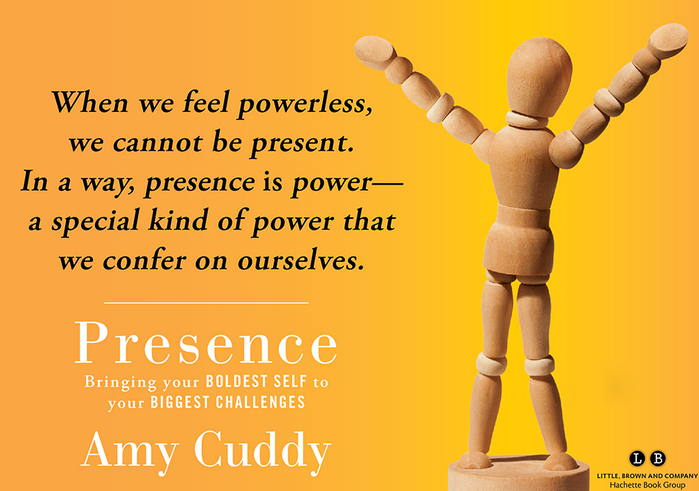 When we feel powerless,
we cannot be present.
In a way, presence is power—
a special kind of power that
we confer on ourselves.
Presence
Bringing your BOLDEST SELF to
your BIGGEST CHALLENGES
Amy Cuddy
L B
LITTLE, BROWN AND COMPANY
Hachette Book Group